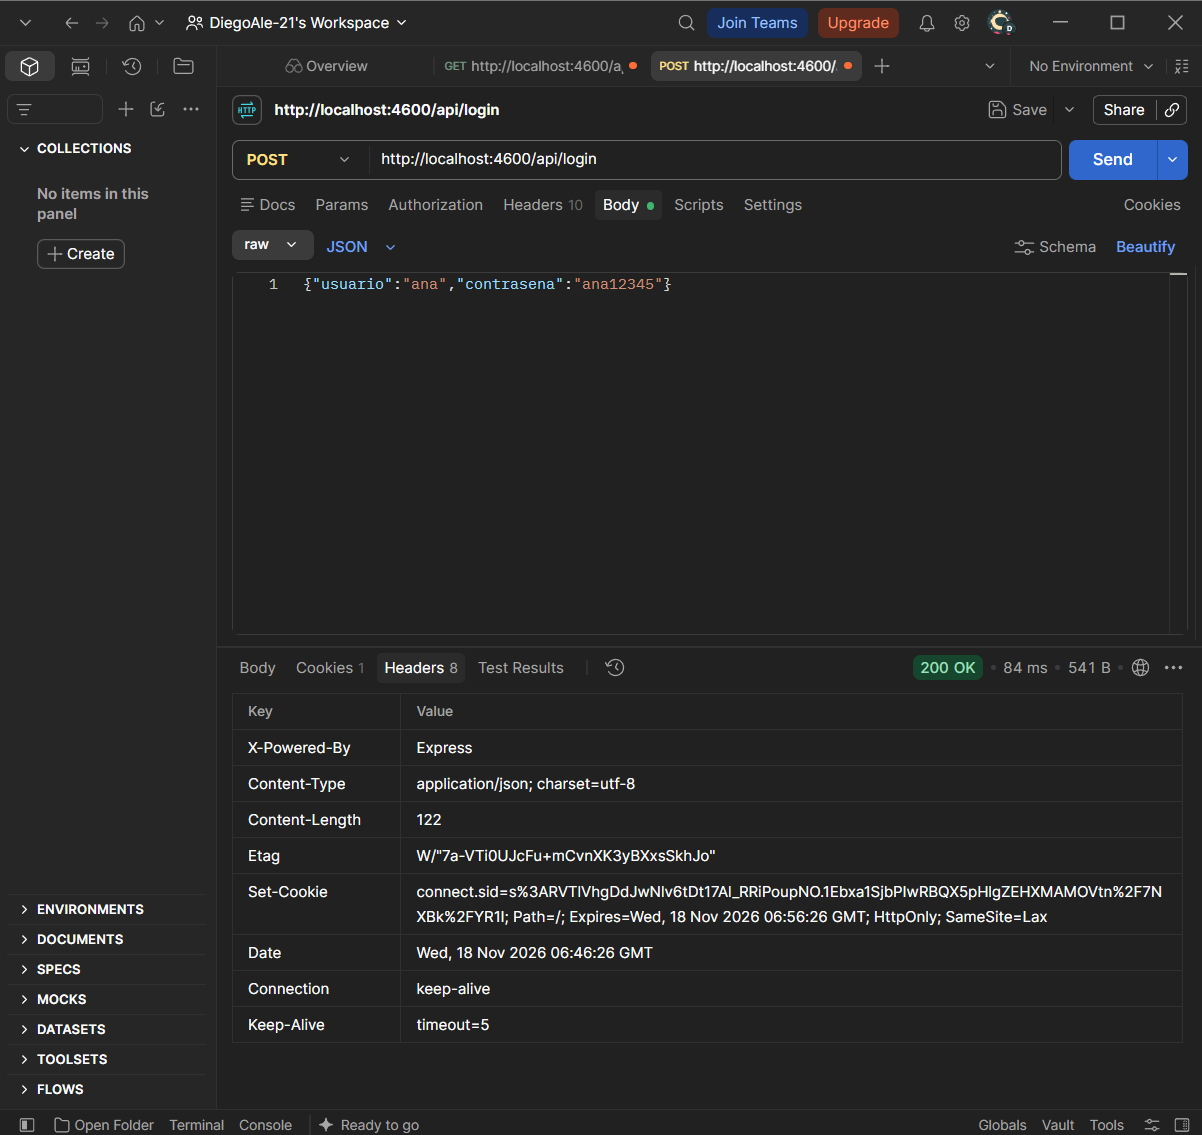 DiegoAle-21's Workspace
Join Teams
Upgrade
Overview
GET http://localhost:4600/a
POST http://localhost:4600/
No Environment
HTTP http://localhost:4600/api/login
Save
Share
COLLECTIONS
No items in this
panel
Create
POST
http://localhost:4600/api/login
Send
Docs
Params
Authorization
Headers 10
Body
Scripts
Settings
Cookies
raw
JSON
Schema
Beautify
1 {"usuario":"ana","contrasena":"ana12345"}
Body
Cookies 1
Headers 8
Test Results
200 OK
84 ms
541 B
Key Value
X-Powered-By Express
Content-Type application/json; charset=utf-8
Content-Length 122
Etag W/"7a-VTi0UJcFu+mCvnXK3yBXxsSkhJo"
Set-Cookie connect.sid=s%3ARVTlVhgDdJwNlv6tDt17Al_RRiPoupNO.1Ebxa1SjbPIwRBQX5pHlgZEHXMAMOVtn%2F7N
XBk%2FYR1I; Path=/; Expires=Wed, 18 Nov 2026 06:56:26 GMT; HttpOnly; SameSite=Lax
Date Wed, 18 Nov 2026 06:46:26 GMT
Connection keep-alive
Keep-Alive timeout=5
ENVIRONMENTS
DOCUMENTS
SPECS
MOCKS
DATASETS
TOOLSETS
FLOWS
Open Folder
Terminal
Console
Ready to go
Globals
Vault
Tools